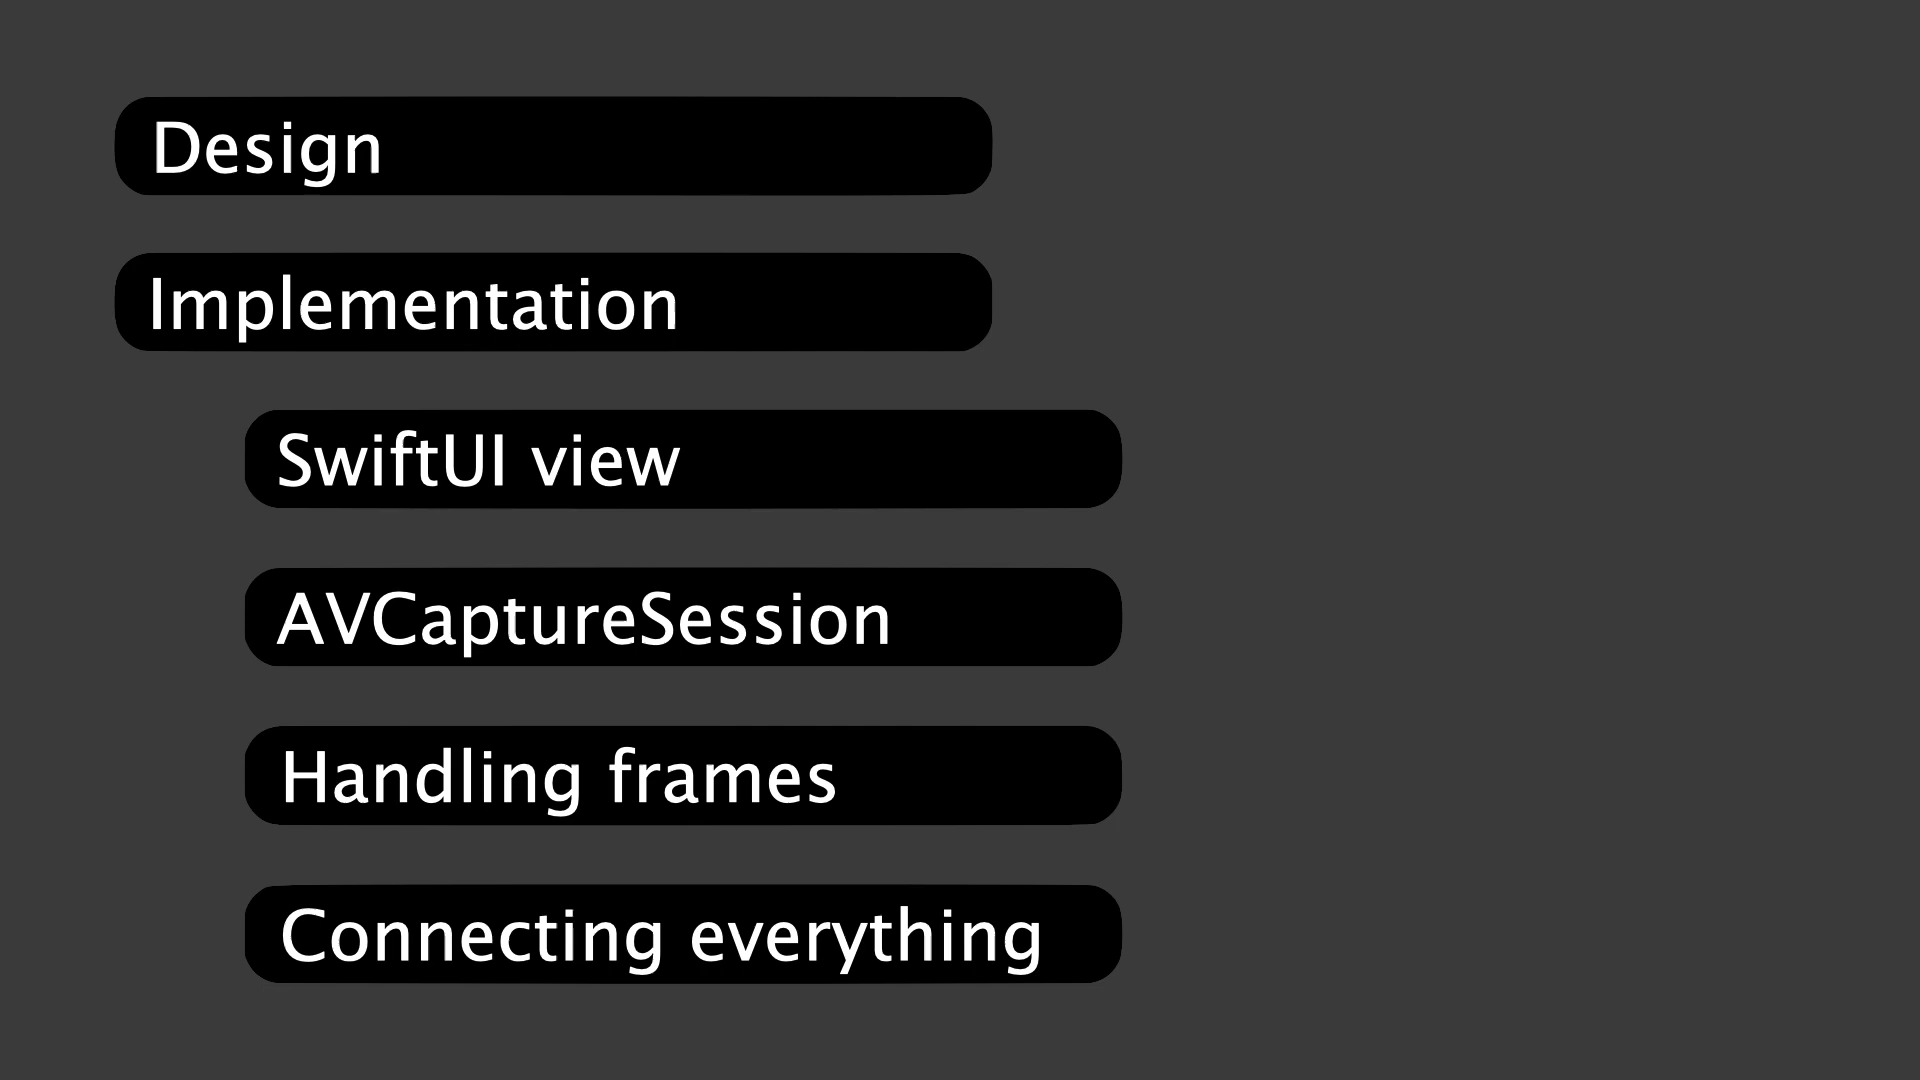 Design
Implementation
SwiftUI view
AVCaptureSession
Handling frames
Connecting everything